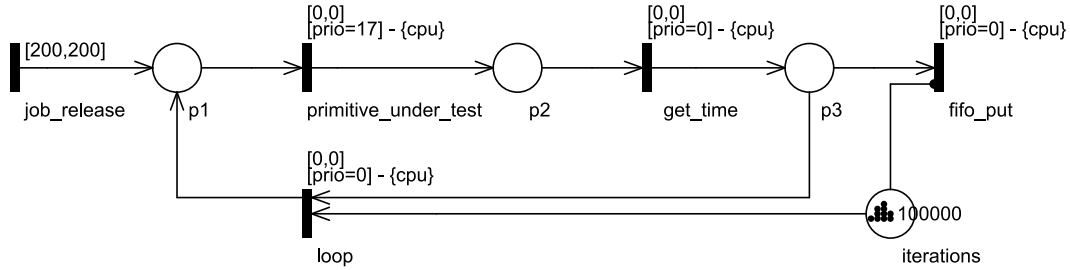 [0,0]
[prio=17] - {cpu}
[0,0]
[prio=0] - {cpu}
[0,0]
[prio=0] - {cpu}
[200,200]
job_release
p1
primitive_under_test
p2
get_time
p3
fifo_put
[0,0]
[prio=0] - {cpu}
100000
loop
iterations